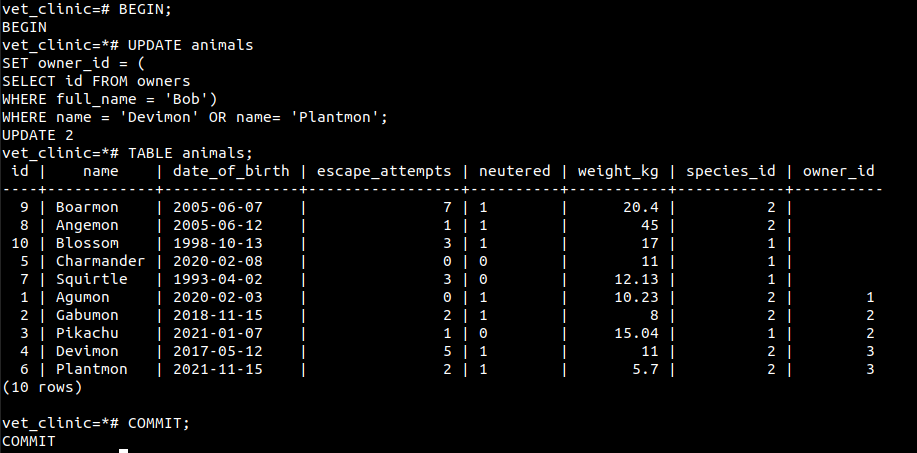 vet_clinic=# BEGIN;
BEGIN
vet_clinic=*# UPDATE animals
SET owner_id = (
SELECT id FROM owners
WHERE full_name = 'Bob')
WHERE name = 'Devimon' OR name= 'Plantmon';
UPDATE 2
vet_clinic=*# TABLE animals;
 id |    name    | date_of_birth | escape_attempts | neutered | weight_kg | species_id | owner_id
----+------------+---------------+-----------------+----------+-----------+------------+----------
  9 | Boarmon    | 2005-06-07    |               7 | 1        |      20.4 |          2 |
  8 | Angemon    | 2005-06-12    |               1 | 1        |        45 |          2 |
 10 | Blossom    | 1998-10-13    |               3 | 1        |        17 |          1 |
  5 | Charmander | 2020-02-08    |               0 | 0        |        11 |          1 |
  7 | Squirtle   | 1993-04-02    |               3 | 0        |     12.13 |          1 |
  1 | Agumon     | 2020-02-03    |               0 | 1        |     10.23 |          2 |        1
  2 | Gabumon    | 2018-11-15    |               2 | 1        |         8 |          2 |        2
  3 | Pikachu    | 2021-01-07    |               1 | 0        |     15.04 |          1 |        2
  4 | Devimon    | 2017-05-12    |               5 | 1        |        11 |          2 |        3
  6 | Plantmon   | 2021-11-15    |               2 | 1        |       5.7 |          2 |        3
(10 rows)

vet_clinic=*# COMMIT;
COMMIT